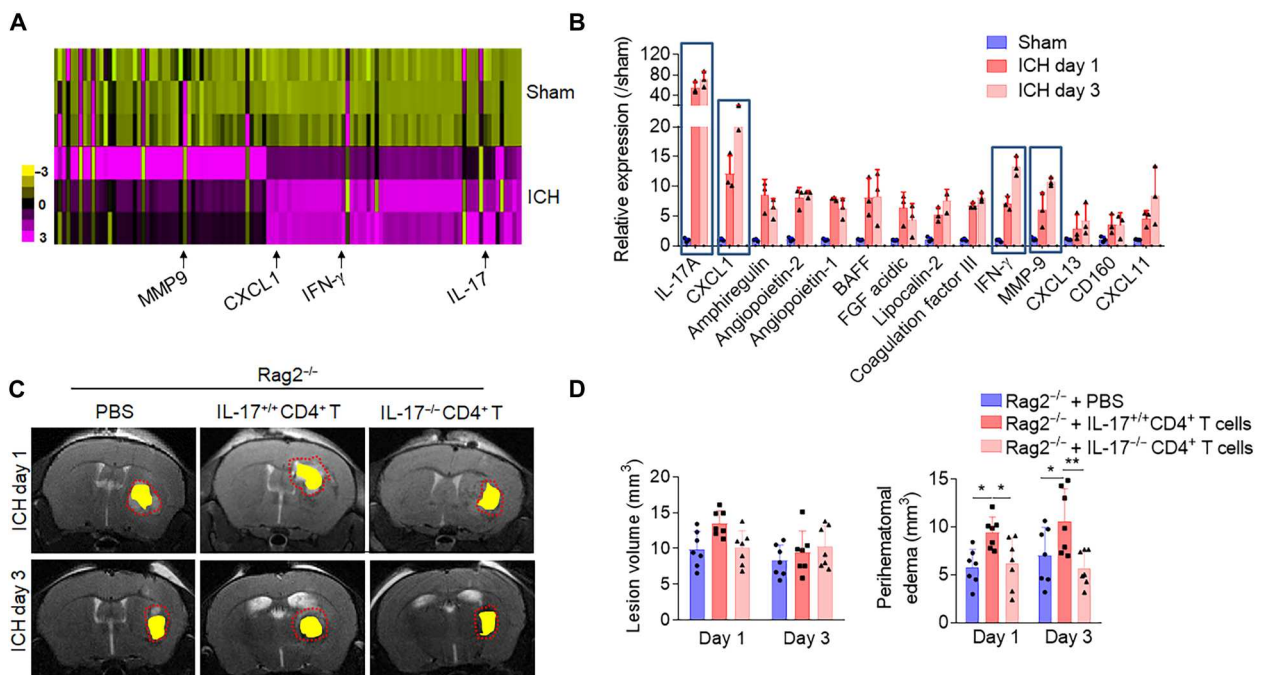 A
Sham
ICH
−3
0
3
MMP9
CXCL1
IFN-γ
IL-17
B
Sham
ICH day 1
ICH day 3
Relative expression (/sham)
120
80
40
20
15
10
5
0
IL-17A
CXCL1
Amphiregulin
Angiopoietin-2
Angiopoietin-1
BAFF
FGF acidic
Lipocalin-2
Coagulation factor III
IFN-γ
MMP-9
CXCL13
CD160
CXCL11
C
Rag2⁻/⁻
PBS
IL-17⁺/⁺CD4⁺ T
IL-17⁻/⁻CD4⁺ T
ICH day 1
ICH day 3
D
Rag2⁻/⁻ + PBS
Rag2⁻/⁻ + IL-17⁺/⁺CD4⁺ T cells
Rag2⁻/⁻ + IL-17⁻/⁻ CD4⁺ T cells
Lesion volume (mm³)
20
15
10
5
0
Day 1
Day 3
Perihematomal
edema (mm³)
15
10
5
0
* *
* **
Day 1
Day 3